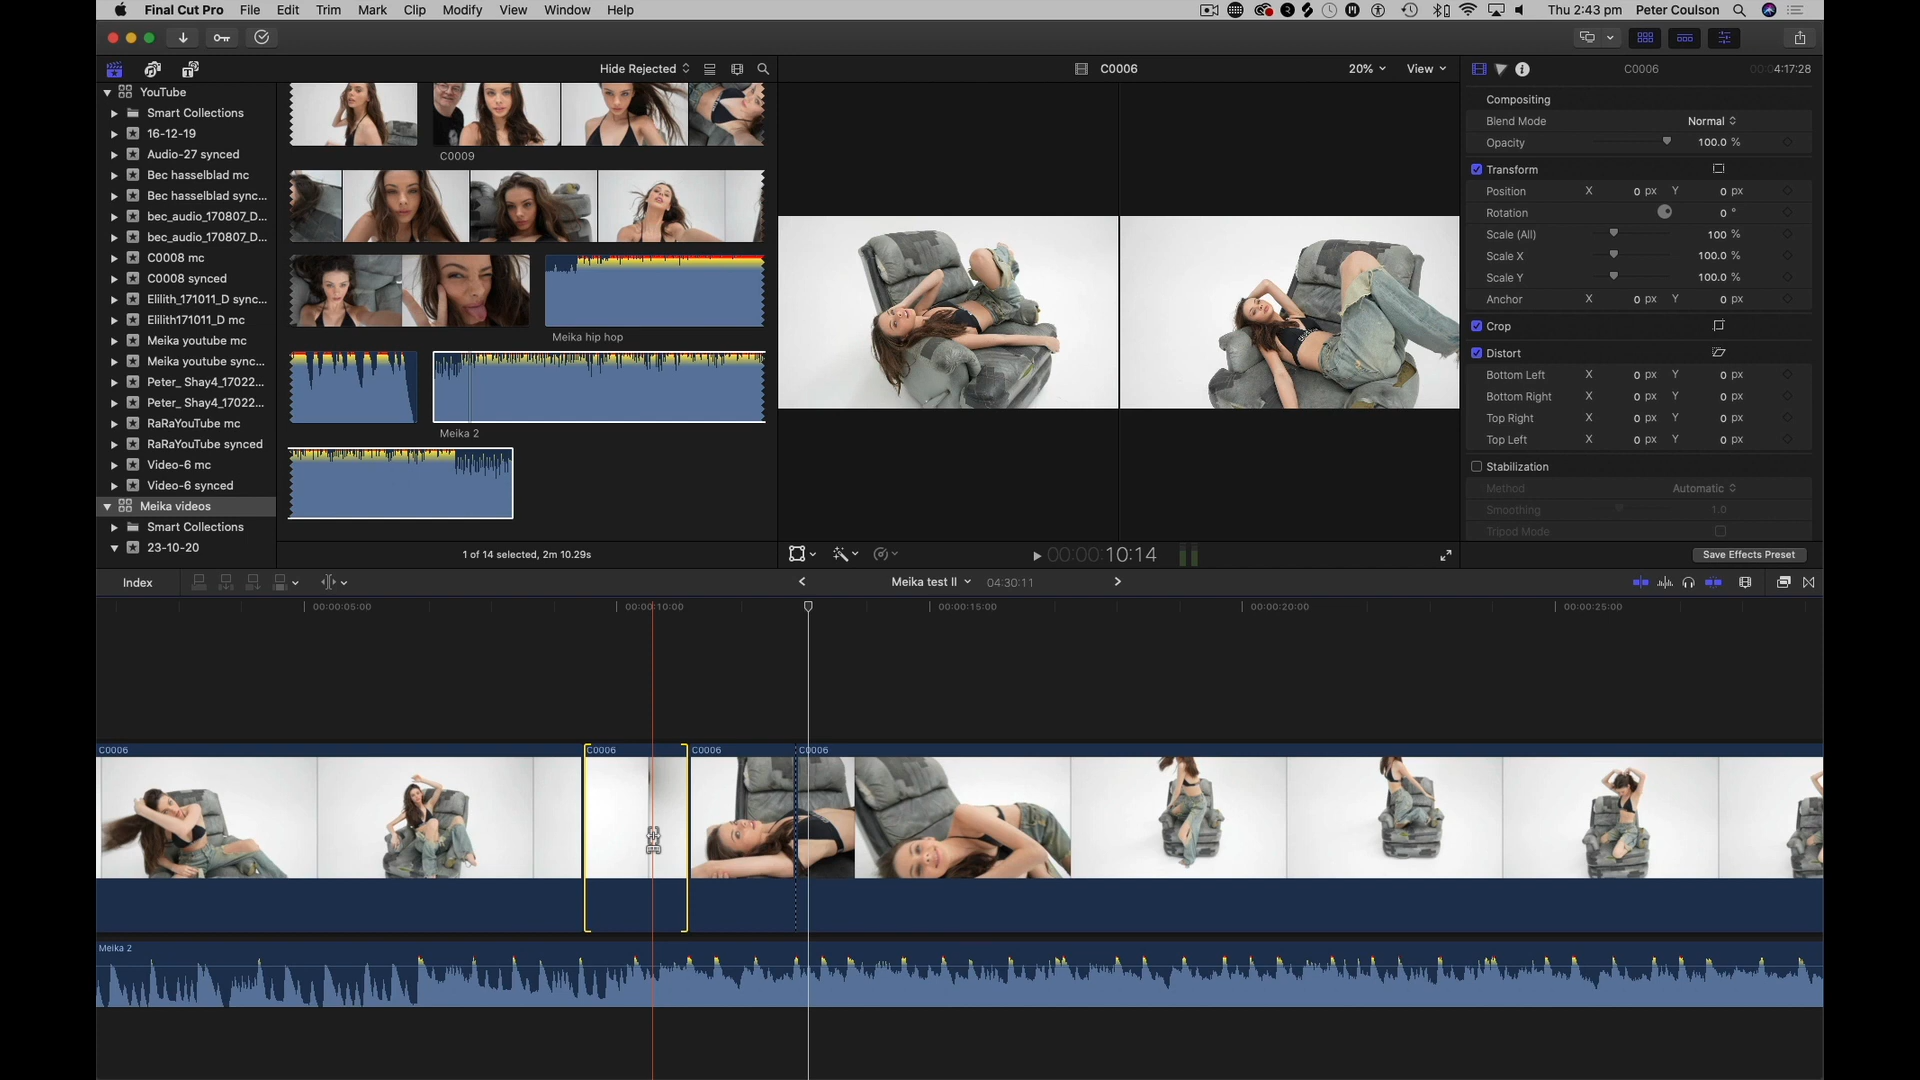 Final Cut Pro File Edit Trim Mark Clip Modify View Window Help Thu 2:43 pm Peter Coulson
Hide Rejected
C0006
20% View
C0006 00:04:17:28
YouTube
Smart Collections
16-12-19
Audio-27 synced
Bec hasselblad mc
Bec hasselblad sync...
bec_audio_170807_D...
bec_audio_170807_D...
C0008 mc
C0008 synced
Elilith_171011_D sync...
Elilith171011_D mc
Meika youtube mc
Meika youtube sync...
Peter_ Shay4_17022...
Peter_ Shay4_17022...
RaRaYouTube mc
RaRaYouTube synced
Video-6 mc
Video-6 synced
Meika videos
Smart Collections
23-10-20
C0009
Meika hip hop
Meika 2
1 of 14 selected, 2m 10.29s
00:00:10:14
Compositing
Blend Mode Normal
Opacity 100.0 %
Transform
Position X 0 px Y 0 px
Rotation 0 °
Scale (All) 100 %
Scale X 100.0 %
Scale Y 100.0 %
Anchor X 0 px Y 0 px
Crop
Distort
Bottom Left X 0 px Y 0 px
Bottom Right X 0 px Y 0 px
Top Right X 0 px Y 0 px
Top Left X 0 px Y 0 px
Stabilization
Method Automatic
Smoothing 1.0
Tripod Mode
Save Effects Preset
Index
Meika test II 04:30:11
00:00:05:00 00:00:10:00 00:00:15:00 00:00:20:00 00:00:25:00
C0006 C0006 C0006 C0006
Meika 2